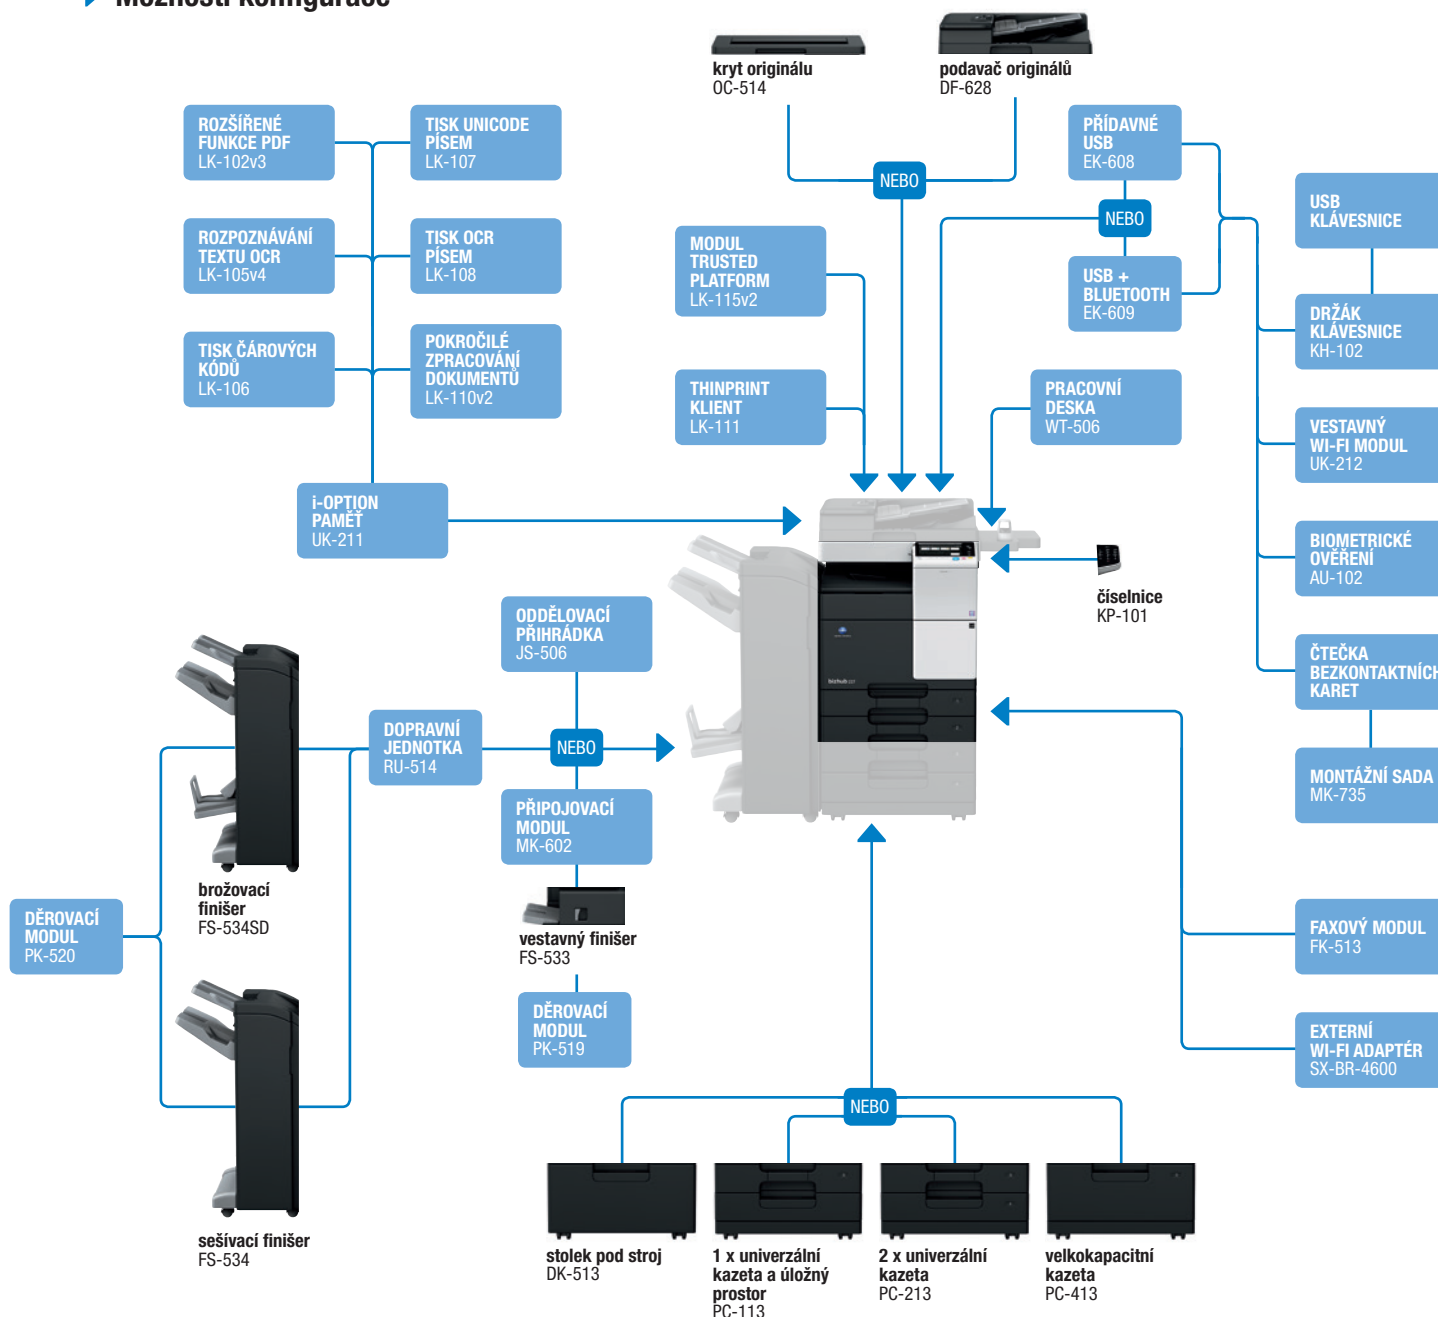 Možnosti konfigurace
kryt originálu
OC-514
podavač originálů
DF-628
ROZŠÍŘENÉ
FUNKCE PDF
LK-102v3
TISK UNICODE
PÍSEM
LK-107
PŘÍDAVNÉ
USB
EK-608
NEBO
USB
KLÁVESNICE
ROZPOZNÁVÁNÍ
TEXTU OCR
LK-105v4
TISK OCR
PÍSEM
LK-108
MODUL
TRUSTED
PLATFORM
LK-115v2
NEBO
USB +
BLUETOOTH
EK-609
DRŽÁK
KLÁVESNICE
KH-102
TISK ČÁROVÝCH
KÓDŮ
LK-106
POKROČILÉ
ZPRACOVÁNÍ
DOKUMENTŮ
LK-110v2
THINPRINT
KLIENT
LK-111
PRACOVNÍ
DESKA
WT-506
VESTAVNÝ
WI-FI MODUL
UK-212
i-OPTION
PAMĚŤ
UK-211
BIOMETRICKÉ
OVĚŘENÍ
AU-102
číselnice
KP-101
ODDĚLOVACÍ
PŘIHRÁDKA
JS-506
bizhub
ČTEČKA
BEZKONTAKTNÍCH
KARET
DOPRAVNÍ
JEDNOTKA
RU-514
NEBO
MONTÁŽNÍ SADA
MK-735
PŘIPOJOVACÍ
MODUL
MK-602
brožovací
finišer
FS-534SD
DĚROVACÍ
MODUL
PK-520
vestavný finišer
FS-533
FAXOVÝ MODUL
FK-513
DĚROVACÍ
MODUL
PK-519
EXTERNÍ
WI-FI ADAPTÉR
SX-BR-4600
NEBO
sešívací finišer
FS-534
stolek pod stroj
DK-513
1 x univerzální
kazeta a úložný
prostor
PC-113
2 x univerzální
kazeta
PC-213
velkokapacitní
kazeta
PC-413